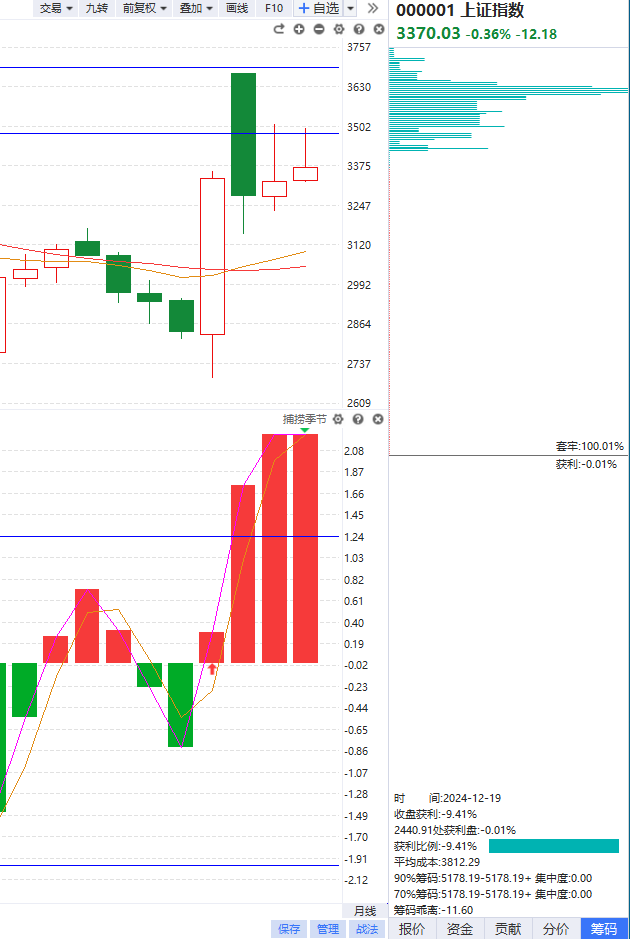 交易 九转 前复权 叠加 画线 F10 +自选
000001 上证指数
3370.03 -0.36% -12.18
3757
3630
3502
3375
3247
3120
2992
2864
2737
2609
套牢:100.01%
获利:-0.01%
捕捞季节
2.08
1.87
1.66
1.45
1.24
1.03
0.82
0.61
0.40
0.19
-0.02
-0.23
-0.44
-0.65
-0.86
-1.07
-1.28
-1.49
-1.70
-1.91
-2.12
时 间:2024-12-19
收盘获利:-9.41%
2440.91处获利盘:-0.01%
获利比例:-9.41%
平均成本:3812.29
90%筹码:5178.19-5178.19+ 集中度:0.00
70%筹码:5178.19-5178.19+ 集中度:0.00
筹码乖离:-11.60
月线
保存 管理 战法
报价 资金 贡献 分价 筹码